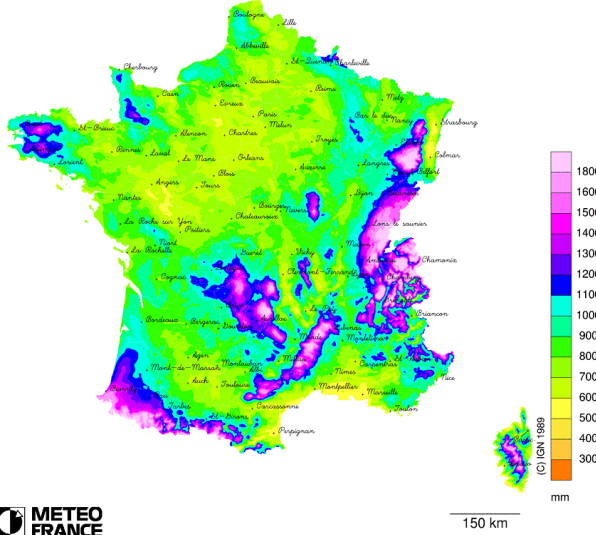 Boulogne
Lille
Abbeville
St-Quentin
Charleville
Cherbourg
Rouen
Beauvais
Reims
Caen
Evreux
Metz
Paris
Bar le duc
Nancy
Strasbourg
St-Brieuc
Alencon
Chartres
Melun
Troyes
Rennes
Laval
Le Mans
Orleans
Colmar
Lorient
Auxerre
Langres
Belfort
Angers
Blois
Tours
Dijon
Nantes
Bourges
Nevers
Chateauroux
La Roche sur Yon
Poitiers
Lons le saunier
Niort
La Rochelle
Gueret
Vichy
Chamonix
Cognac
Clermont-Ferrand
Briancon
Bordeaux
Bergerac
Aurillac
Gourdon
Montelimar
Mende
Agen
Montauban
Albi
Millau
Carpentras
Mont-de-Marsan
Nimes
Nice
Auch
Toulouse
Montpellier
Marseille
Biarritz
Tarbes
Carcassonne
Toulon
St-Girons
Perpignan
1800
1600
1500
1400
1300
1200
1100
1000
900
800
700
600
500
400
300
mm
(C) IGN 1989
150 km
METEO
FRANCE